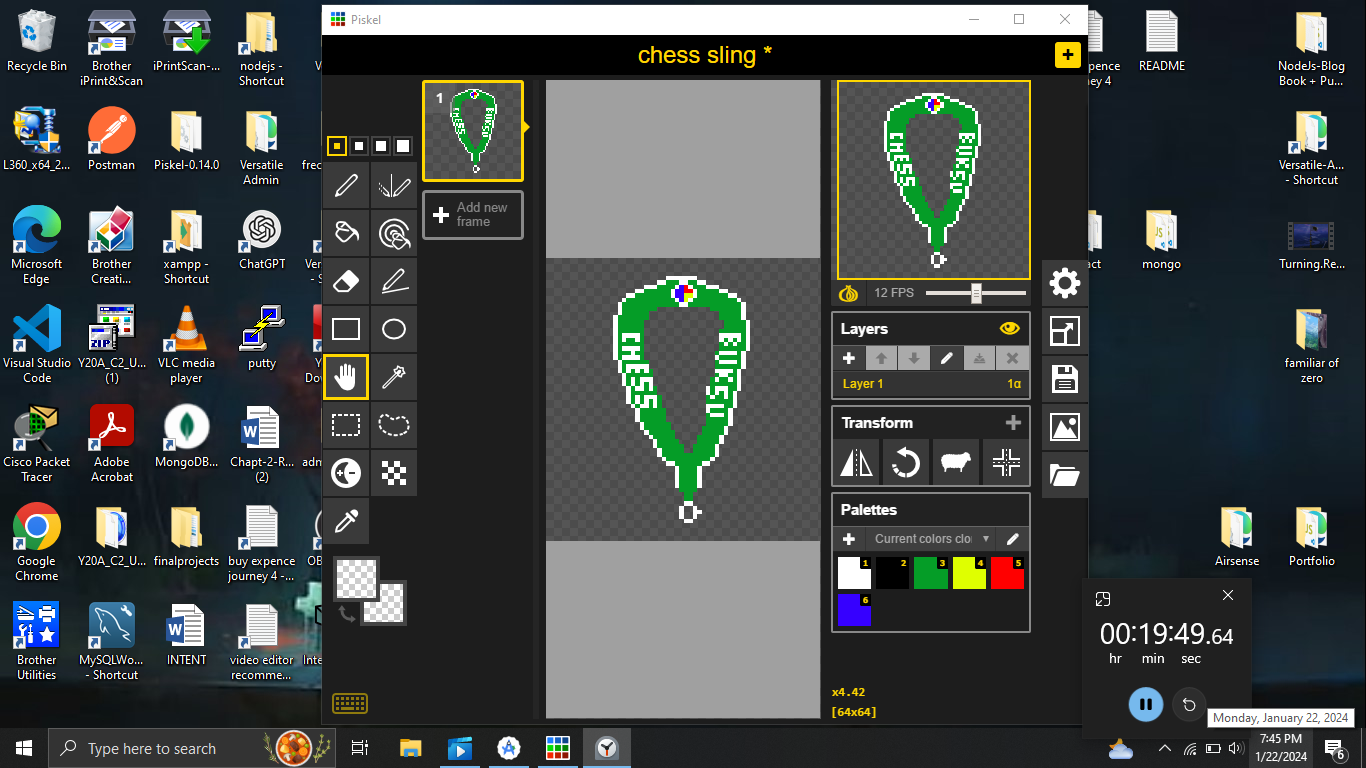 Recycle Bin
Brother
iPrint&Scan
iPrintScan-...
nodejs -
Shortcut
L360_x64_2...
Postman
Piskel-0.14.0
Versatile
Admin
Microsoft
Edge
Brother
Creati...
xampp -
Shortcut
ChatGPT
Visual Studio
Code
Y20A_C2_U...
(1)
VLC media
player
putty
Cisco Packet
Tracer
Adobe
Acrobat
MongoDB...
Chapt-2-R...
(2)
Google
Chrome
Y20A_C2_U...
finalprojects
buy expence
journey 4 -...
Brother
Utilities
MySQLWo...
- Shortcut
INTENT
video editor
recomme...
Piskel
chess sling *
1
Add new
frame
CHESS
BUKSU
12 FPS
Layers
Layer 1
1α
Transform
Palettes
Current colors clo
1
2
3
4
5
6
x4.42
[64x64]
README
mongo
NodeJs-Blog
Book + Pu...
Versatile-A...
- Shortcut
Turning.Re...
familiar of
zero
Airsense
Portfolio
00:19:49.64
hr
min
sec
Monday, January 22, 2024
Type here to search
7:45 PM
1/22/2024
6